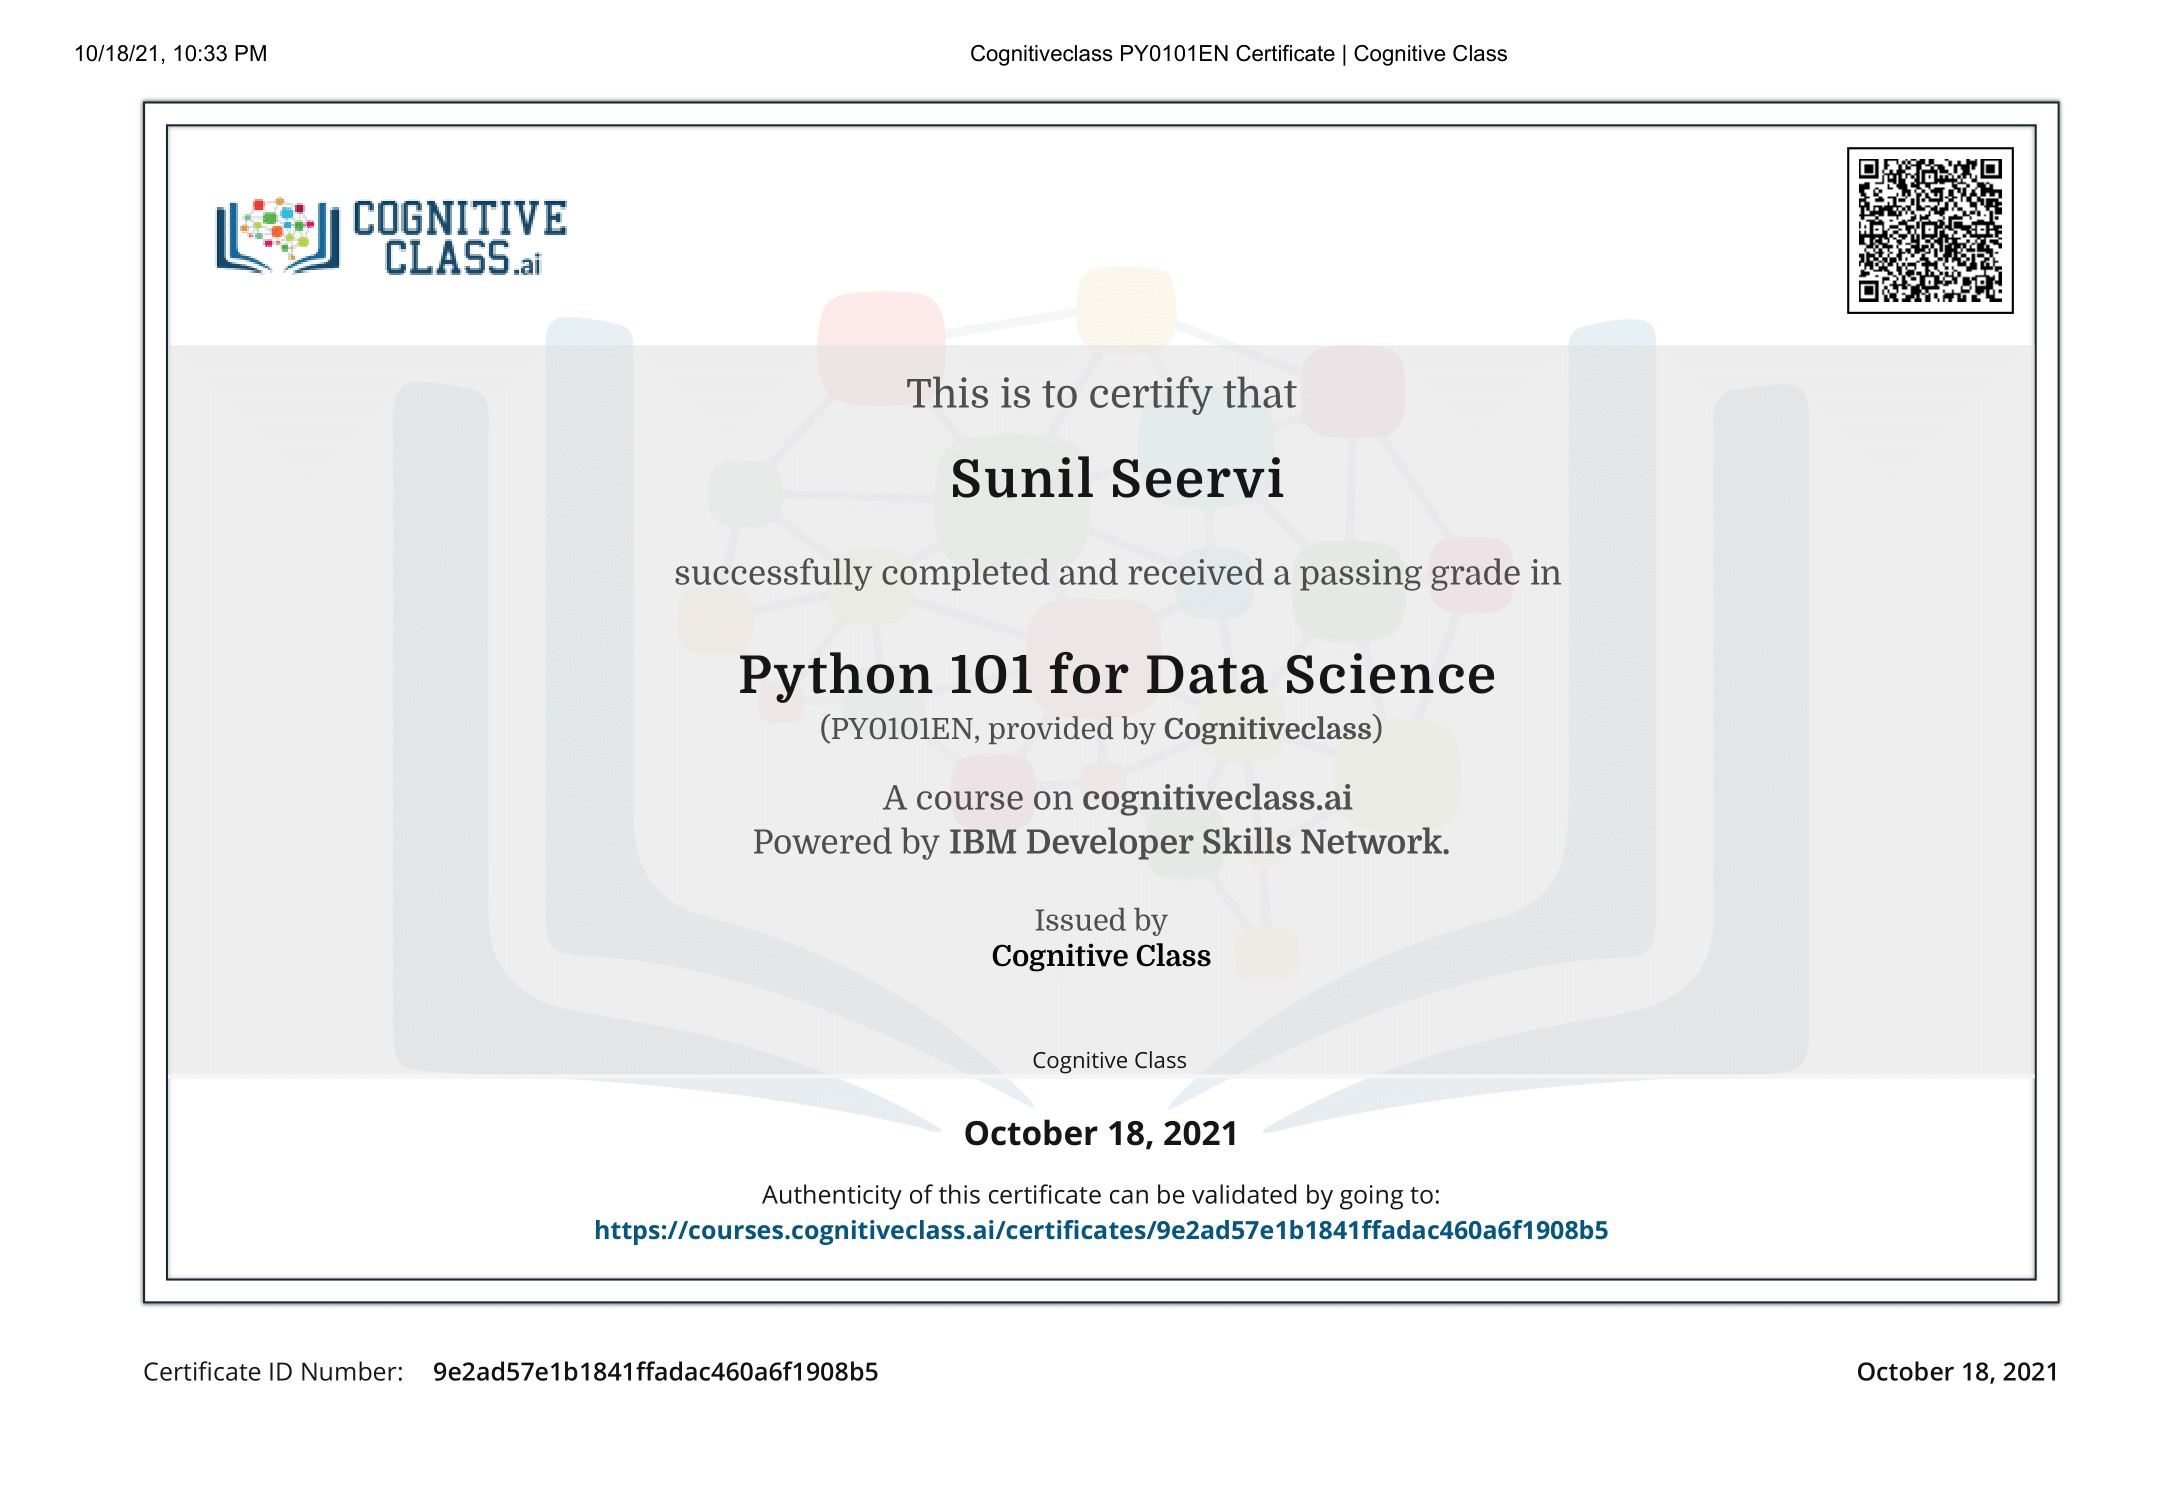 10/18/21, 10:33 PM
Cognitiveclass PY0101EN Certificate | Cognitive Class
COGNITIVE
CLASS.ai
This is to certify that
Sunil Seervi
successfully completed and received a passing grade in
Python 101 for Data Science
(PY0101EN, provided by Cognitiveclass)
A course on cognitiveclass.ai
Powered by IBM Developer Skills Network.
Issued by
Cognitive Class
Cognitive Class
October 18, 2021
Authenticity of this certificate can be validated by going to:
https://courses.cognitiveclass.ai/certificates/9e2ad57e1b1841ffadac460a6f1908b5
Certificate ID Number: 9e2ad57e1b1841ffadac460a6f1908b5
October 18, 2021